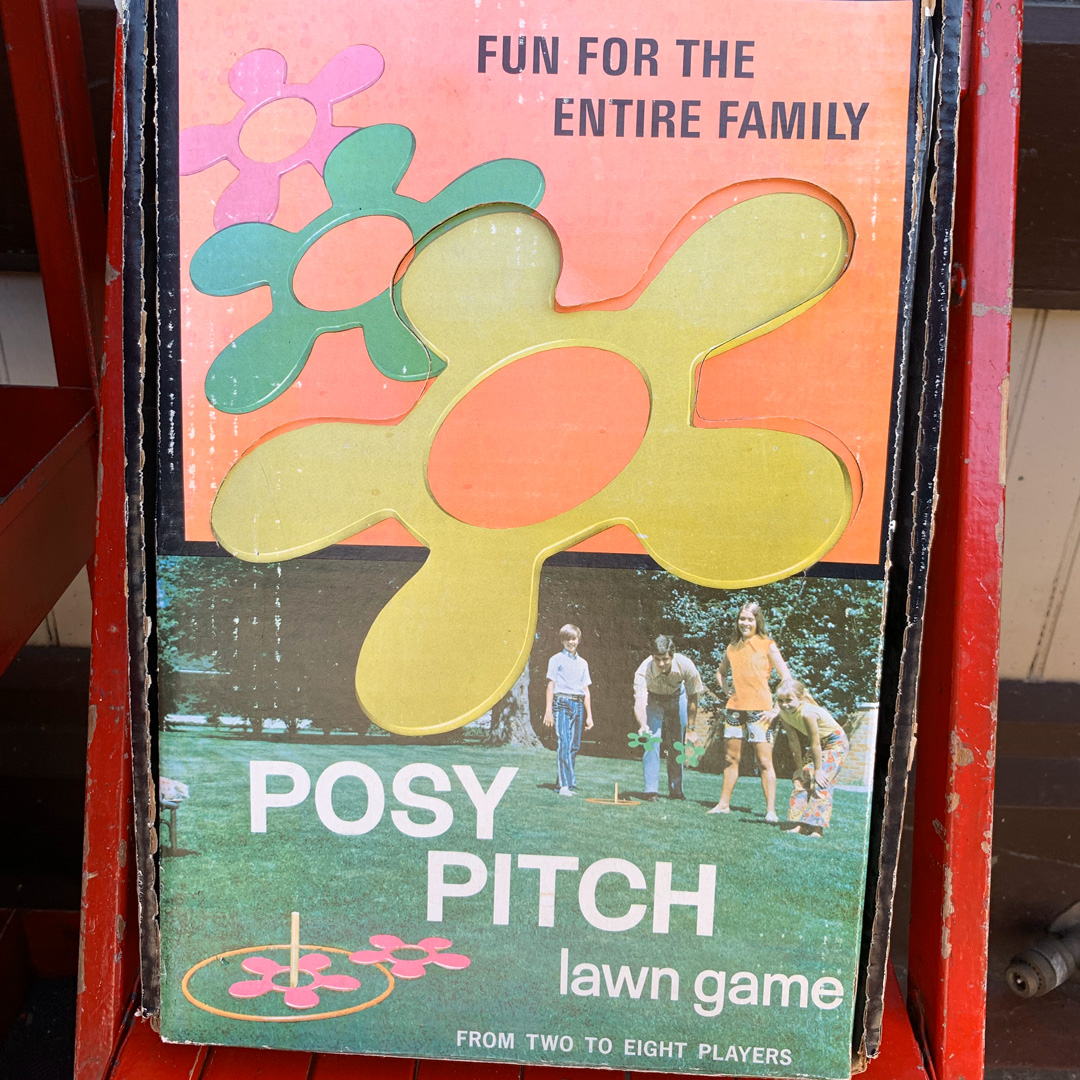 FUN FOR THE
ENTIRE FAMILY
POSY
PITCH
lawn game
FROM TWO TO EIGHT PLAYERS